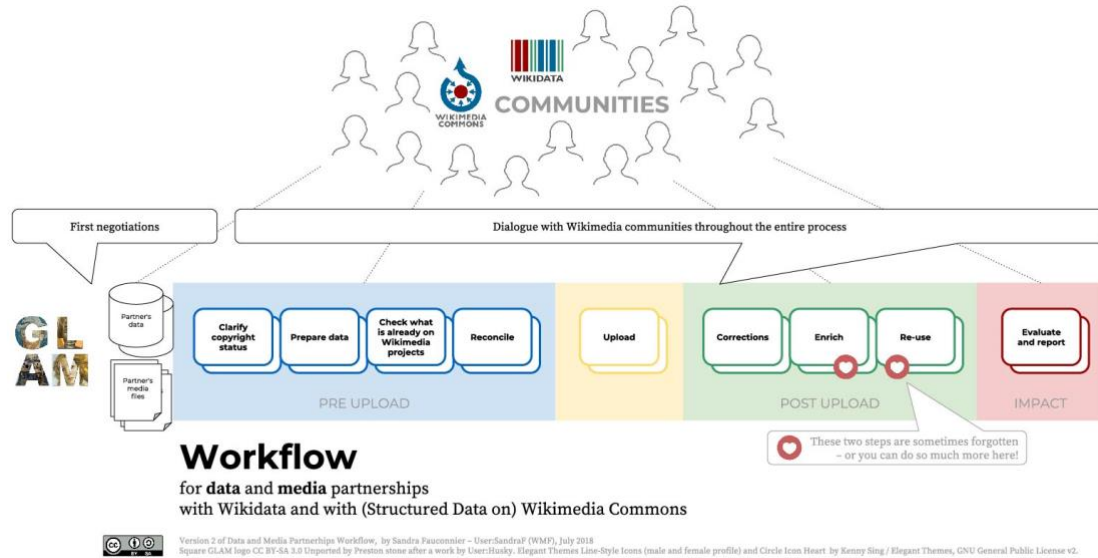 WIKIDATA
WIKIMEDIA
COMMONS
COMMUNITIES
First negotiations
Dialogue with Wikimedia communities throughout the entire process
GL
AM
Partner's
data
Partner's
media
files
Clarify
copyright
status
Prepare data
Check what
is already on
Wikimedia
projects
Reconcile
PRE UPLOAD
Upload
Corrections
Enrich
Re-use
POST UPLOAD
Evaluate
and report
IMPACT
These two steps are sometimes forgotten
– or you can do so much more here!
Workflow
for data and media partnerships
with Wikidata and with (Structured Data on) Wikimedia Commons
cc BY SA
Version 2 of Data and Media Partnerhips Workflow, by Sandra Fauconnier – User:SandraF (WMF), July 2018
Square GLAM logo CC BY-SA 3.0 Unported by Preston stone after a work by User:Husky. Elegant Themes Line-Style Icons (male and female profile) and Circle Icon Heart by Kenny Sing / Elegant Themes, GNU General Public License v2.